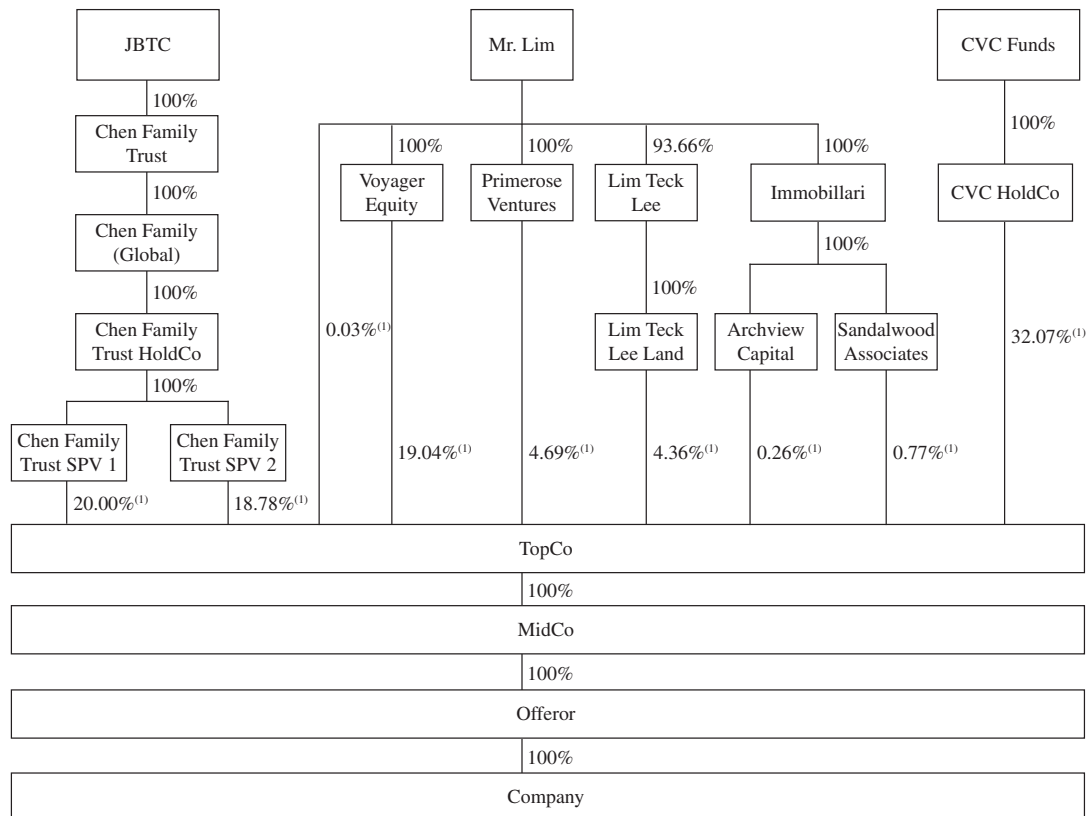 JBTC
Mr. Lim
CVC Funds
100%
100%
Chen Family
Trust
100%
100%
93.66%
100%
Voyager
Equity
Primerose
Ventures
Lim Teck
Lee
Immobillari
CVC HoldCo
100%
Chen Family
(Global)
100%
100%
100%
Chen Family
Trust HoldCo
0.03%(1)
Lim Teck
Lee Land
Archview
Capital
Sandalwood
Associates
32.07%(1)
100%
Chen Family
Trust SPV 1
Chen Family
Trust SPV 2
19.04%(1)
4.69%(1)
4.36%(1)
0.26%(1)
0.77%(1)
20.00%(1)
18.78%(1)
TopCo
100%
MidCo
100%
Offeror
100%
Company